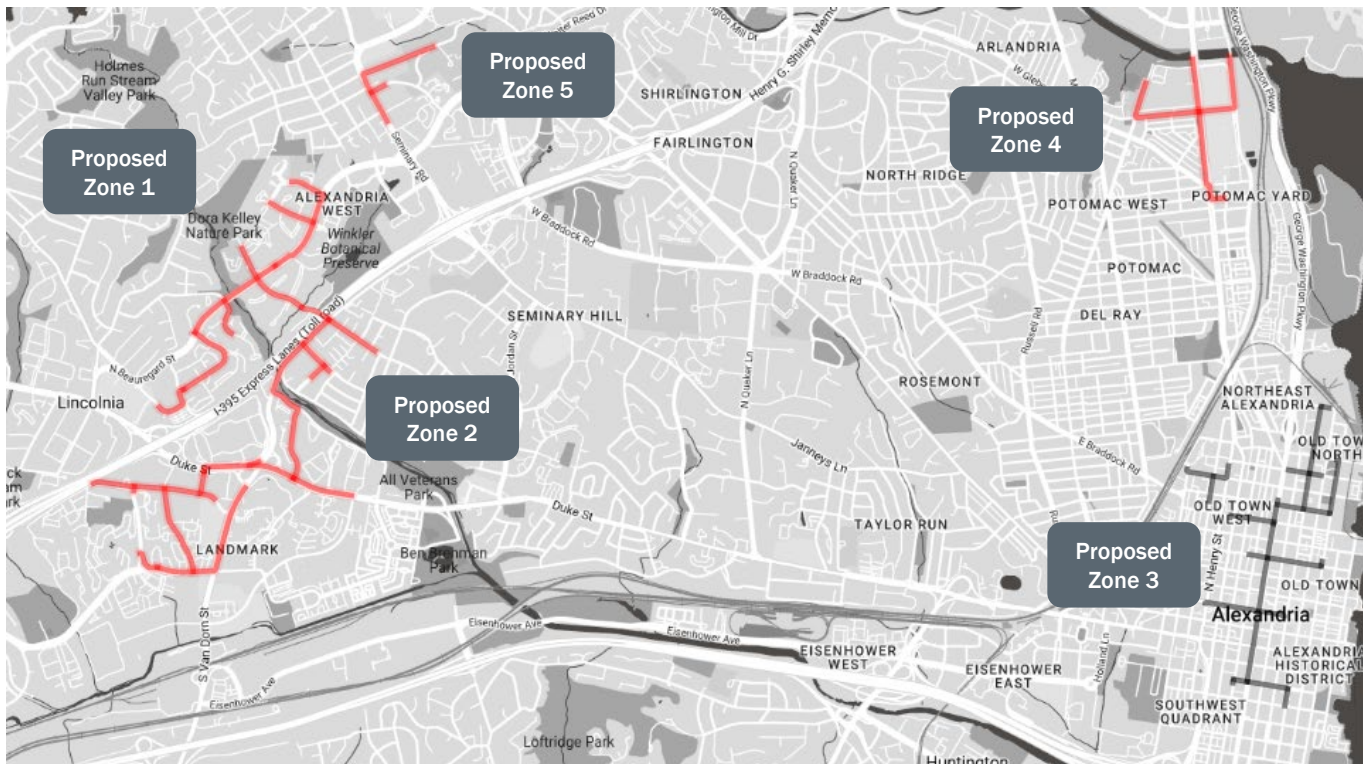 Holmes
Run Stream
Valley Park
Proposed
Zone 5
ARLANDRIA
SHIRLINGTON
Henry G. Shirley Memo
George Washington Pkwy
FAIRLINGTON
Proposed
Zone 4
Proposed
Zone 1
Seminary Rd
N Quaker Ln
NORTH RIDGE
ALEXANDRIA
WEST
POTOMAC WEST
POTOMAC YARD
Dora Kelley
Nature Park
Winkler
Botanical
Preserve
W Braddock Rd
W Braddock Rd
George Washington Pkwy
POTOMAC
SEMINARY HILL
DEL RAY
I-395 Express Lanes (Toll road)
Jordan St
Russell Rd
N Beauregard St
N Quaker Ln
ROSEMONT
Lincolnia
Proposed
Zone 2
NORTHEAST
ALEXANDRIA
Janneys Ln
E Braddock Rd
OLD TOW
NORTH
Duke St
All Veterans
Park
Duke St
OLD TOWN
WEST
TAYLOR RUN
LANDMARK
Ben Brenman
Park
Proposed
Zone 3
N Henry St
OLD TOWN
Alexandria
S Van Dorn St
Eisenhower Ave
Eisenhower Ave
EISENHOWER
WEST
Holland Ln
EISENHOWER
EAST
ALEXANDRIA
HISTORICAL
DISTRICT
Eisenhower Ave
SOUTHWEST
QUADRANT
Loftridge Park
Huntington